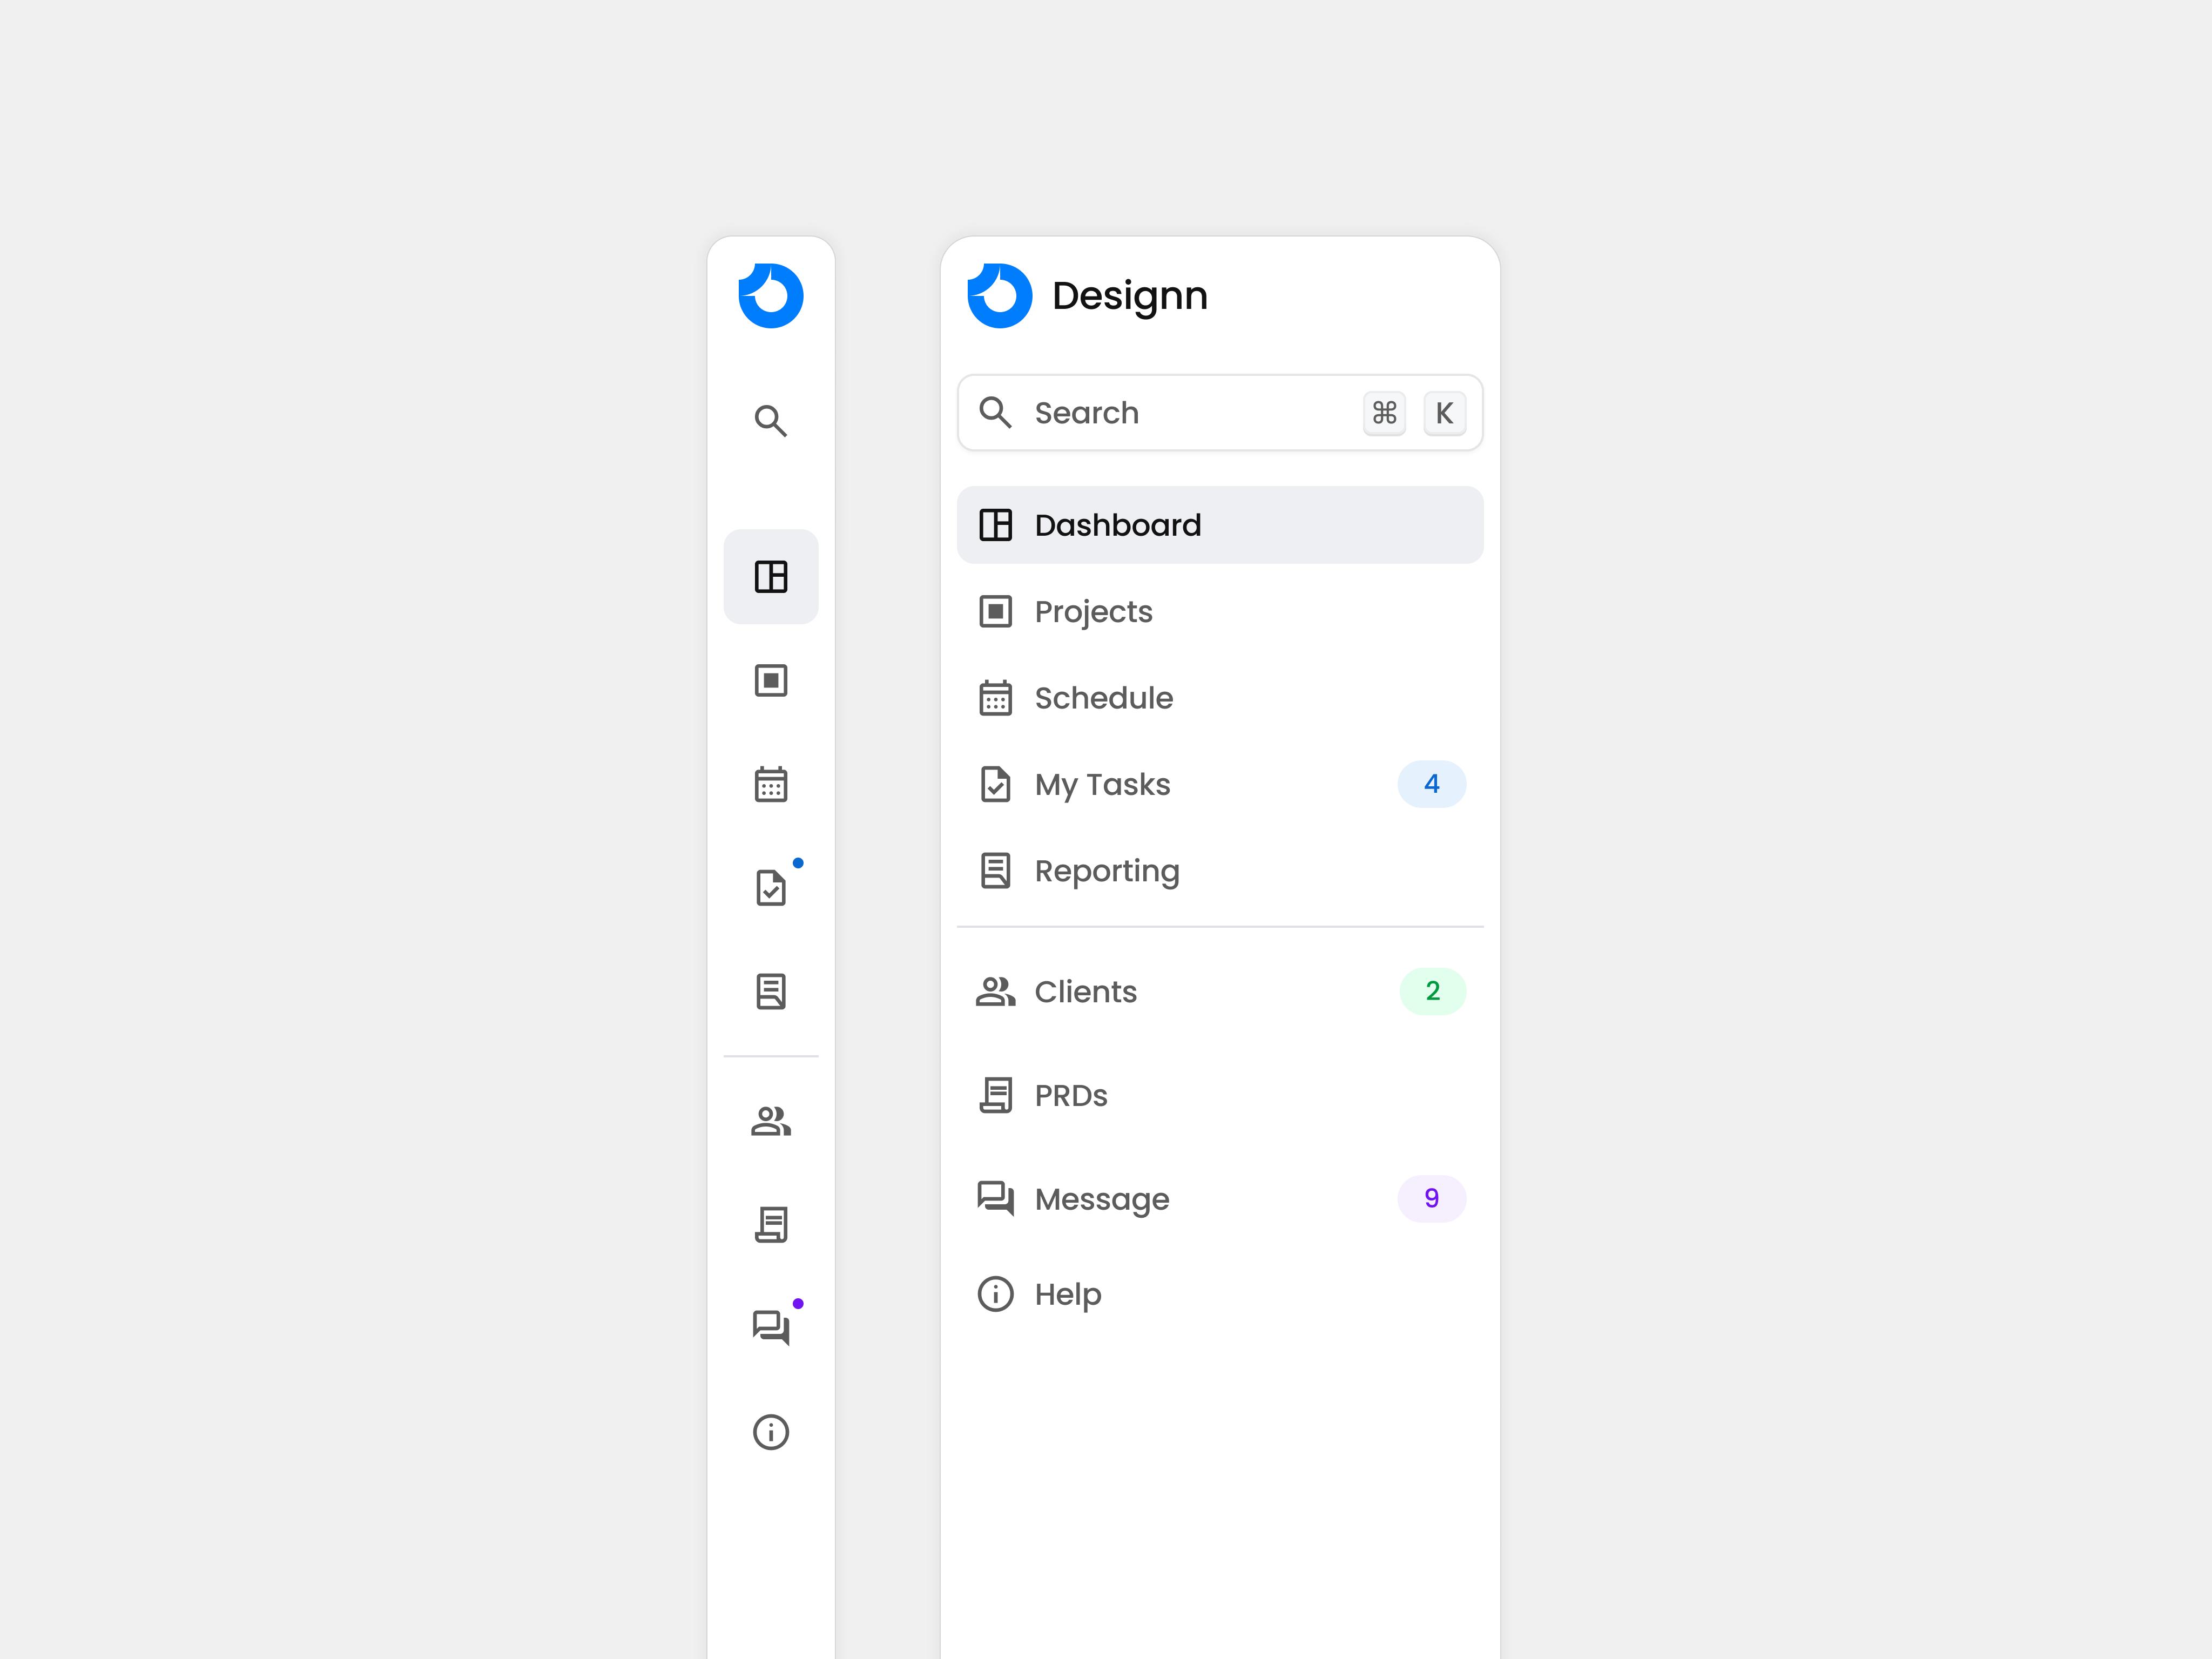 Designn
Search ⌘ K
Dashboard
Projects
Schedule
My Tasks 4
Reporting
Clients 2
PRDs
Message 9
Help